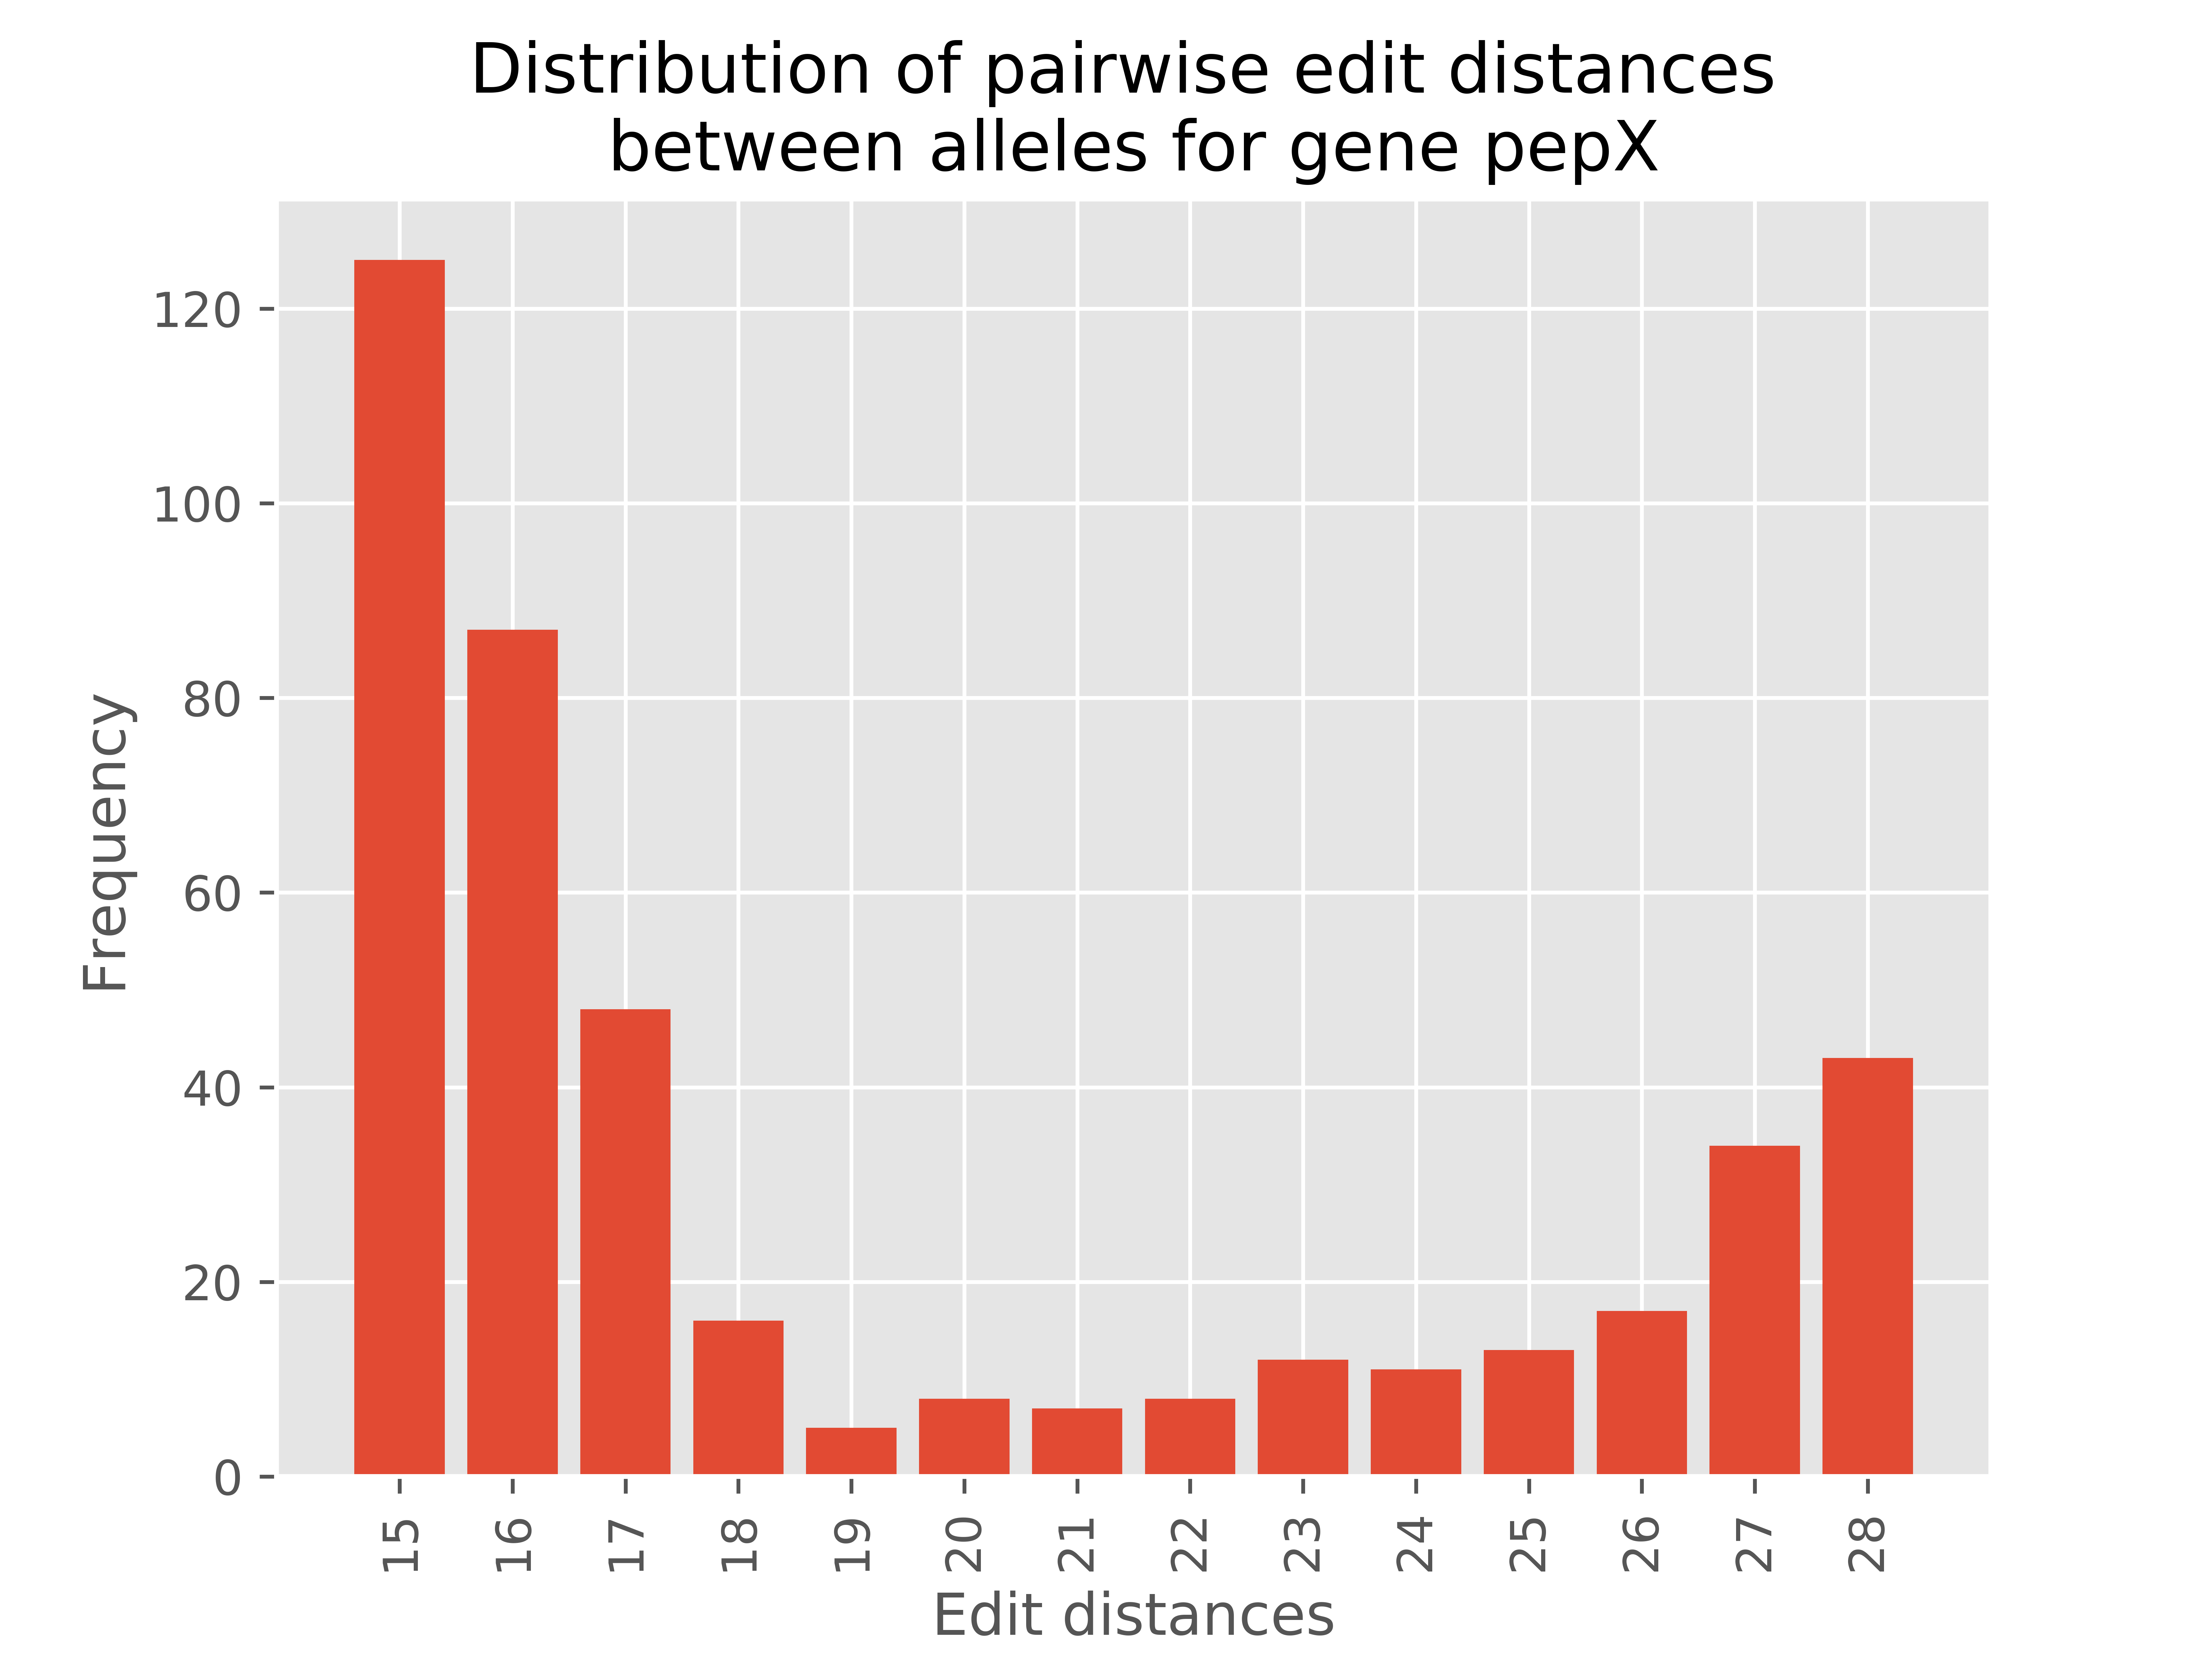 Distribution of pairwise edit distances
between alleles for gene pepX
Frequency
120
100
80
60
40
20
0
15 16 17 18 19 20 21 22 23 24 25 26 27 28
Edit distances